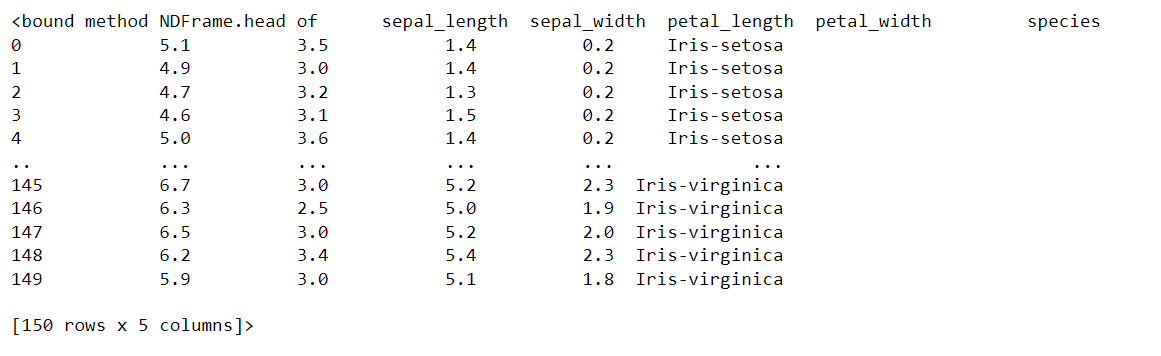 <bound method NDFrame.head of      sepal_length  sepal_width  petal_length  petal_width         species
0             5.1          3.5           1.4          0.2     Iris-setosa
1             4.9          3.0           1.4          0.2     Iris-setosa
2             4.7          3.2           1.3          0.2     Iris-setosa
3             4.6          3.1           1.5          0.2     Iris-setosa
4             5.0          3.6           1.4          0.2     Iris-setosa
..            ...          ...           ...          ...             ...
145           6.7          3.0           5.2          2.3  Iris-virginica
146           6.3          2.5           5.0          1.9  Iris-virginica
147           6.5          3.0           5.2          2.0  Iris-virginica
148           6.2          3.4           5.4          2.3  Iris-virginica
149           5.9          3.0           5.1          1.8  Iris-virginica

[150 rows x 5 columns]>